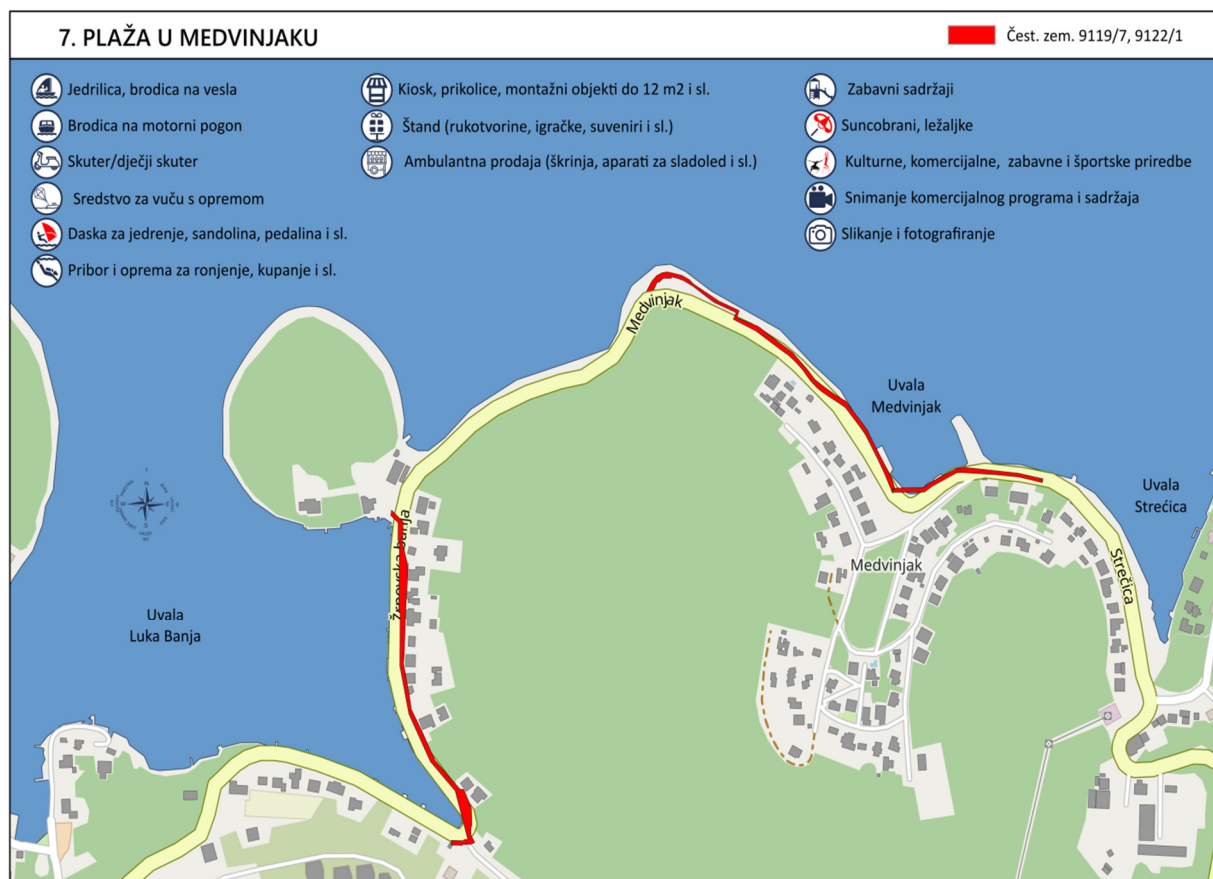 7. PLAŽA U MEDVINJAKU
Čest. zem. 9119/7, 9122/1
Jedrilica, brodica na vesla
Brodica na motorni pogon
Skuter/dječji skuter
Sredstvo za vuču s opremom
Daska za jedrenje, sandolina, pedalina i sl.
Pribor i oprema za ronjenje, kupanje i sl.
Kiosk, prikolice, montažni objekti do 12 m2 i sl.
Štand (rukotvorine, igračke, suveniri i sl.)
Ambulantna prodaja (škrinja, aparati za sladoled i sl.)
Zabavni sadržaji
Suncobrani, ležaljke
Kulturne, komercijalne, zabavne i športske priredbe
Snimanje komercijalnog programa i sadržaja
Slikanje i fotografiranje
Medvinjak
Uvala
Medvinjak
Uvala
Strećica
Žrnovska banja
Medvinjak
Strečica
Uvala
Luka Banja
N
W
E
S